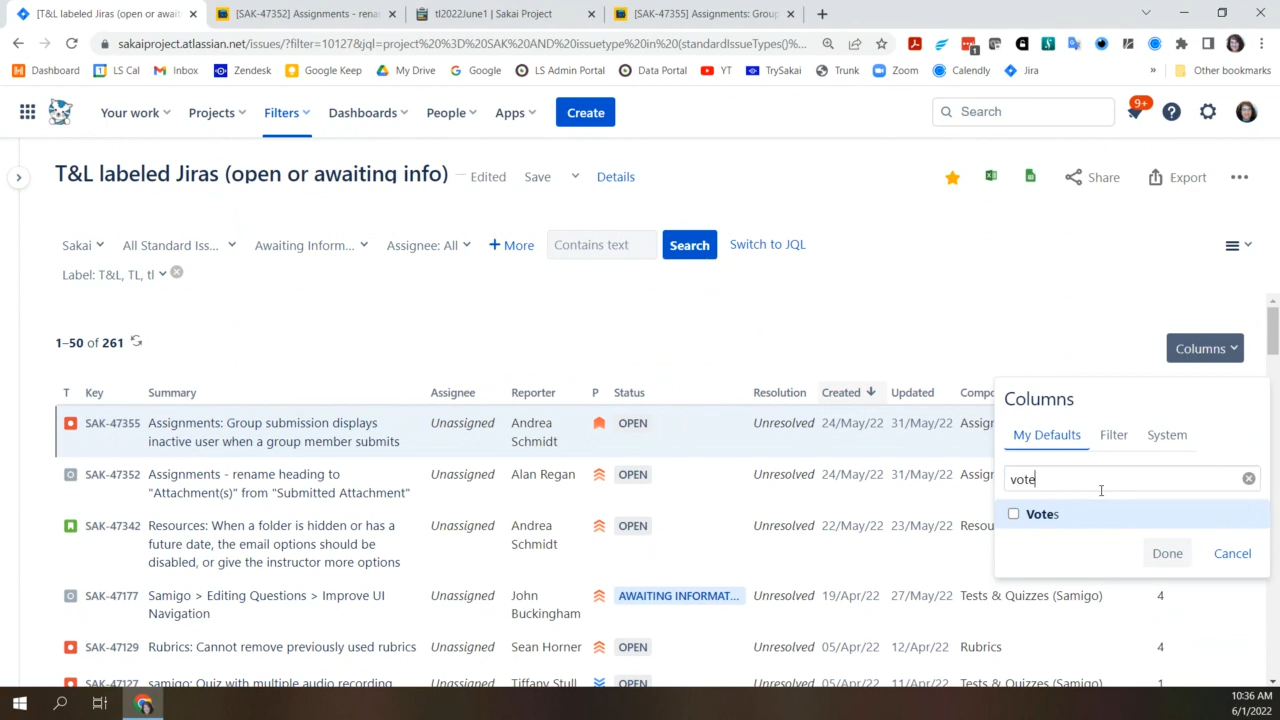 [T&L labeled Jiras (open or awaiti
[SAK-47352] Assignments - rena
tl2022June1 | Sakai Project
[SAK-47355] Assignments: Grou
sakaiproject.atlassian.net/issues/?filter=10127&jql=project%20%3D%20SAK%20AND%20issuetype%20in%20(standardIssueTypes()%...
Dashboard
LS Cal
Inbox
Zendesk
Google Keep
My Drive
Google
LS Admin Portal
Data Portal
YT
TrySakai
Trunk
Zoom
Calendly
Jira
»
Other bookmarks
Your work
Projects
Filters
Dashboards
People
Apps
Create
Search
9+
T&L labeled Jiras (open or awaiting info)
Edited
Save
Details
Share
Export
Sakai
All Standard Iss...
Awaiting Inform...
Assignee: All
+ More
Contains text
Search
Switch to JQL
Label: T&L, TL, tl
1–50 of 261
Columns
T Key Summary Assignee Reporter P Status Resolution Created Updated Compo
SAK-47355 Assignments: Group submission displays inactive user when a group member submits Unassigned Andrea Schmidt OPEN Unresolved 24/May/22 31/May/22 Assign
SAK-47352 Assignments - rename heading to "Attachment(s)" from "Submitted Attachment" Unassigned Alan Regan OPEN Unresolved 24/May/22 31/May/22 Assign
SAK-47342 Resources: When a folder is hidden or has a future date, the email options should be disabled, or give the instructor more options Unassigned Andrea Schmidt OPEN Unresolved 22/May/22 23/May/22 Resou
SAK-47177 Samigo > Editing Questions > Improve UI Navigation Unassigned John Buckingham AWAITING INFORMAT... Unresolved 19/Apr/22 27/May/22 Tests & Quizzes (Samigo) 4
SAK-47129 Rubrics: Cannot remove previously used rubrics Unassigned Sean Horner OPEN Unresolved 05/Apr/22 12/Apr/22 Rubrics 4
SAK-47127 samigo: Quiz with multiple audio recording Unassigned Tiffany Stull OPEN Unresolved 05/Apr/22 11/Apr/22 Tests & Quizzes (Samigo) 1
Columns
My Defaults
Filter
System
vote
Votes
Done
Cancel
10:36 AM
6/1/2022